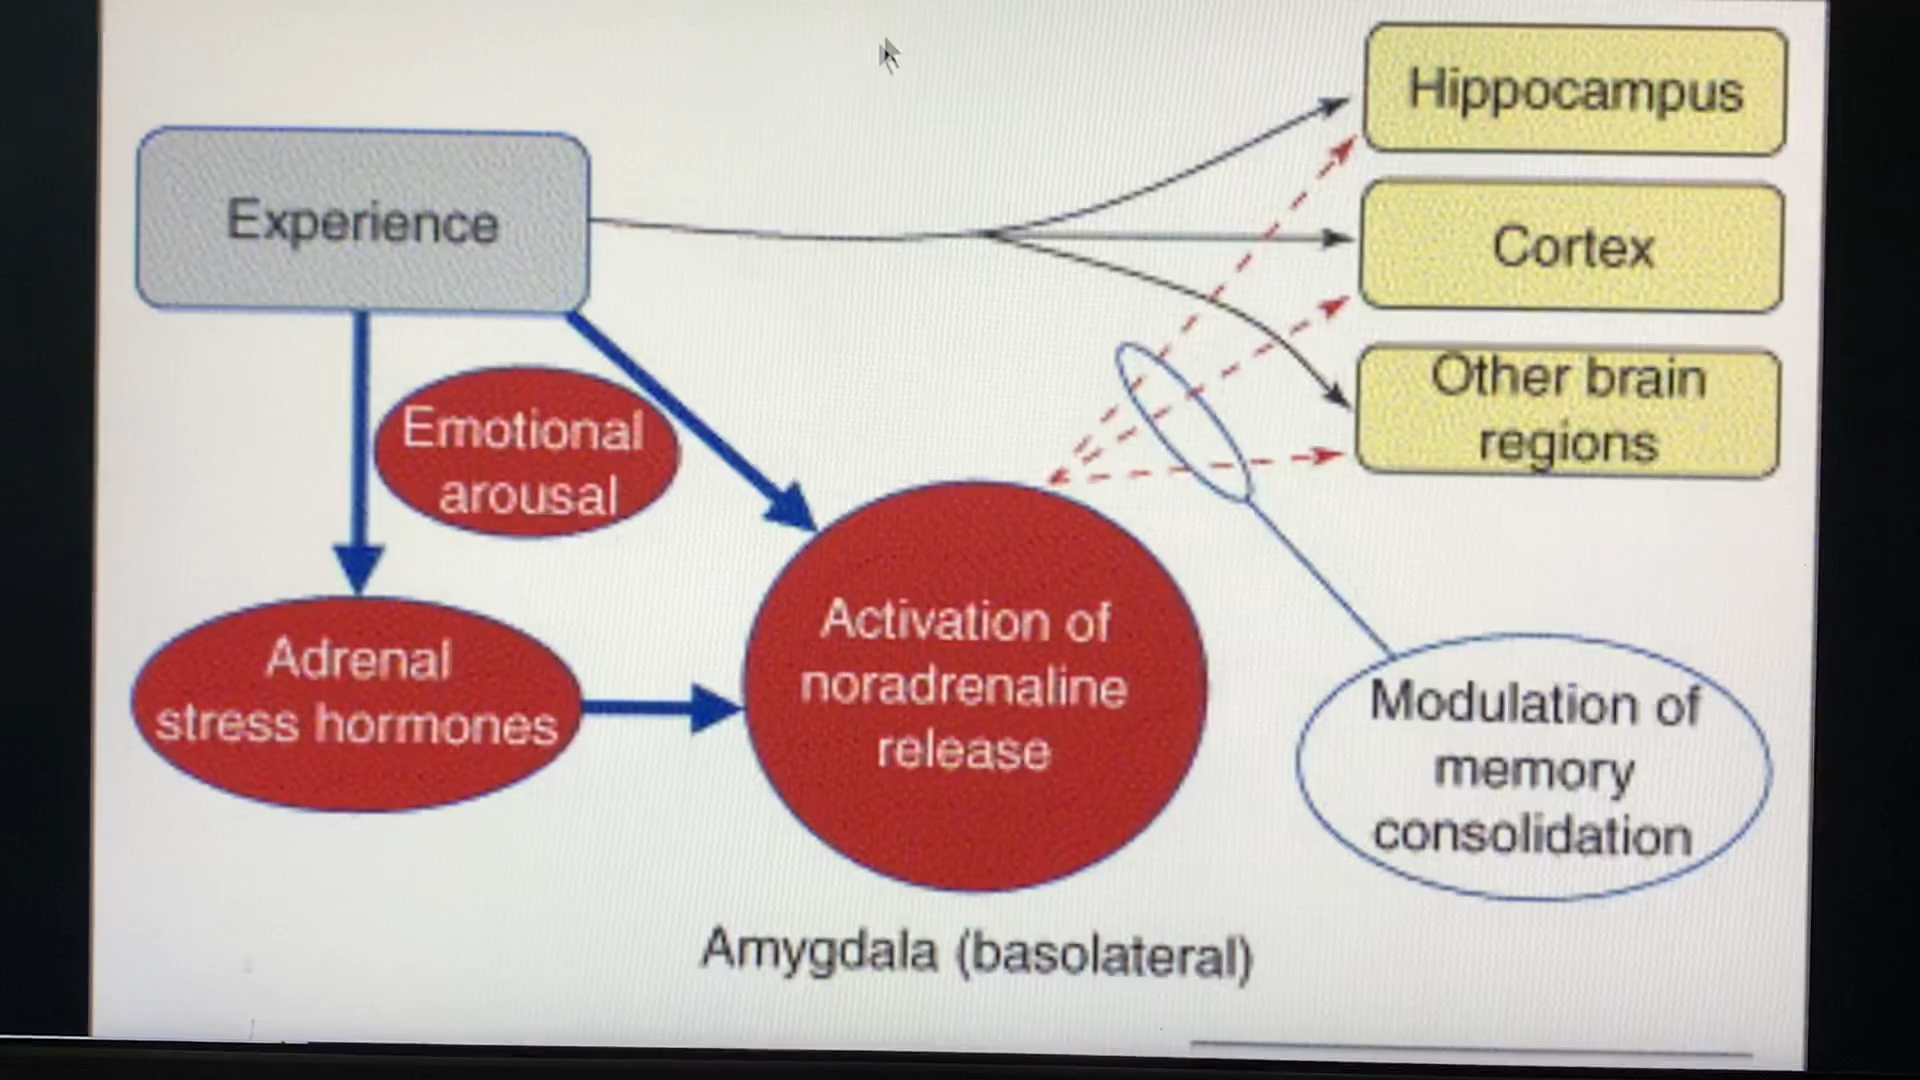 Hippocampus
Experience
Cortex
Other brain
regions
Emotional
arousal
Adrenal
stress hormones
Activation of
noradrenaline
release
Modulation of
memory
consolidation
Amygdala (basolateral)